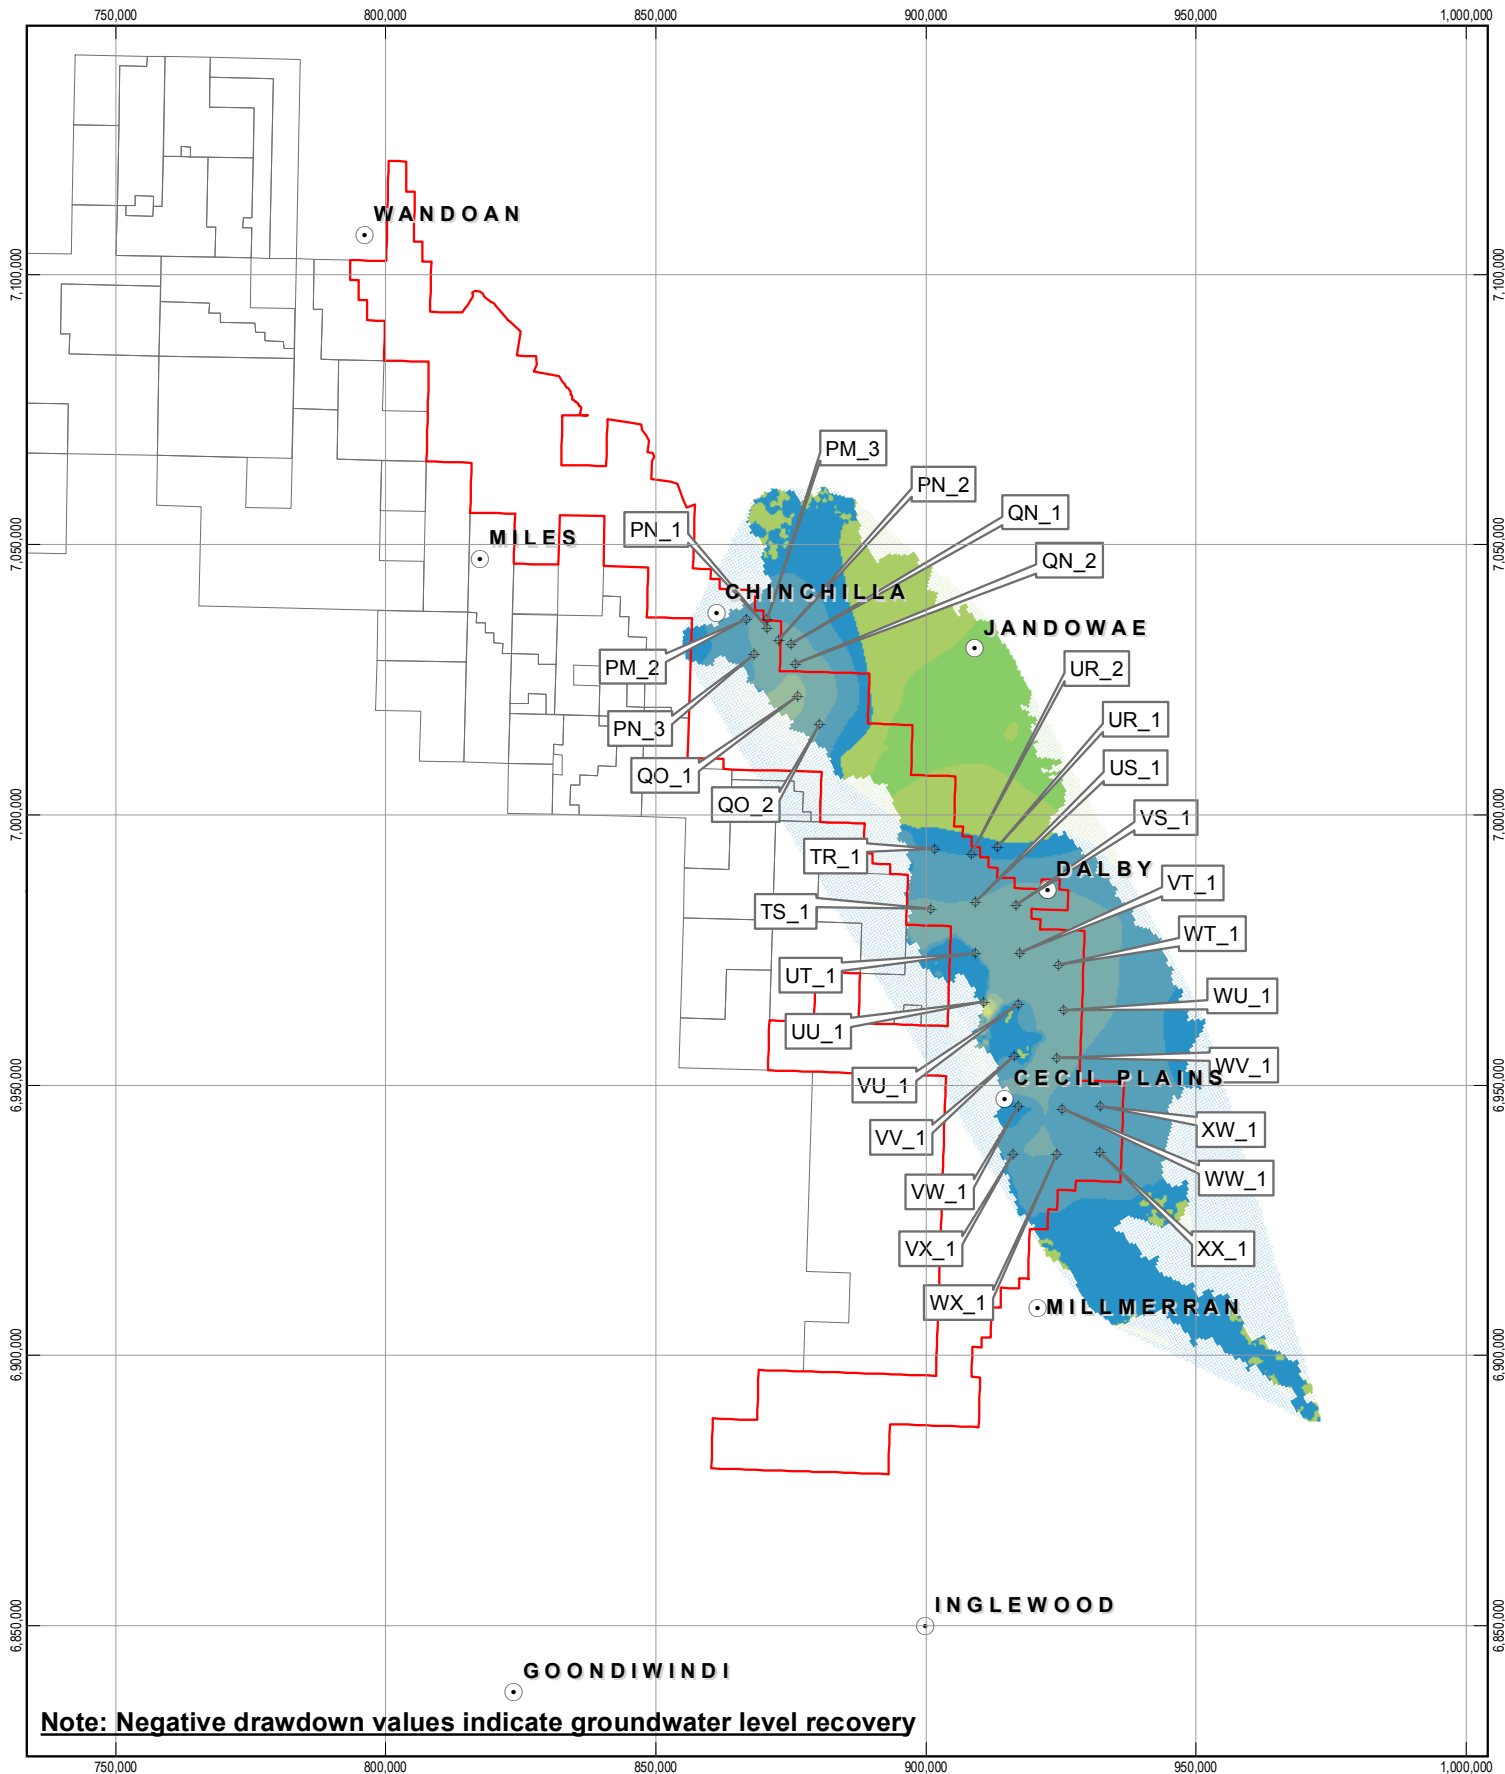 750,000 800,000 850,000 900,000 950,000 1,000,000
WANDOAN
7,100,000 7,100,000
PM_3
PN_2
QN_1
PN_1
MILES
7,050,000 7,050,000
QN_2
CHINCHILLA
JANDOWAE
PM_2
UR_2
UR_1
PN_3
QO_1
US_1
QO_2
7,000,000 7,000,000
VS_1
TR_1
DALBY
VT_1
TS_1
WT_1
UT_1
WU_1
UU_1
WV_1
CECIL PLAINS
VU_1
6,950,000 6,950,000
XW_1
VV_1
WW_1
VW_1
VX_1
XX_1
WX_1
MILLMERRAN
6,900,000 6,900,000
INGLEWOOD
6,850,000 6,850,000
GOONDIWINDI
Note: Negative drawdown values indicate groundwater level recovery
750,000 800,000 850,000 900,000 950,000 1,000,000